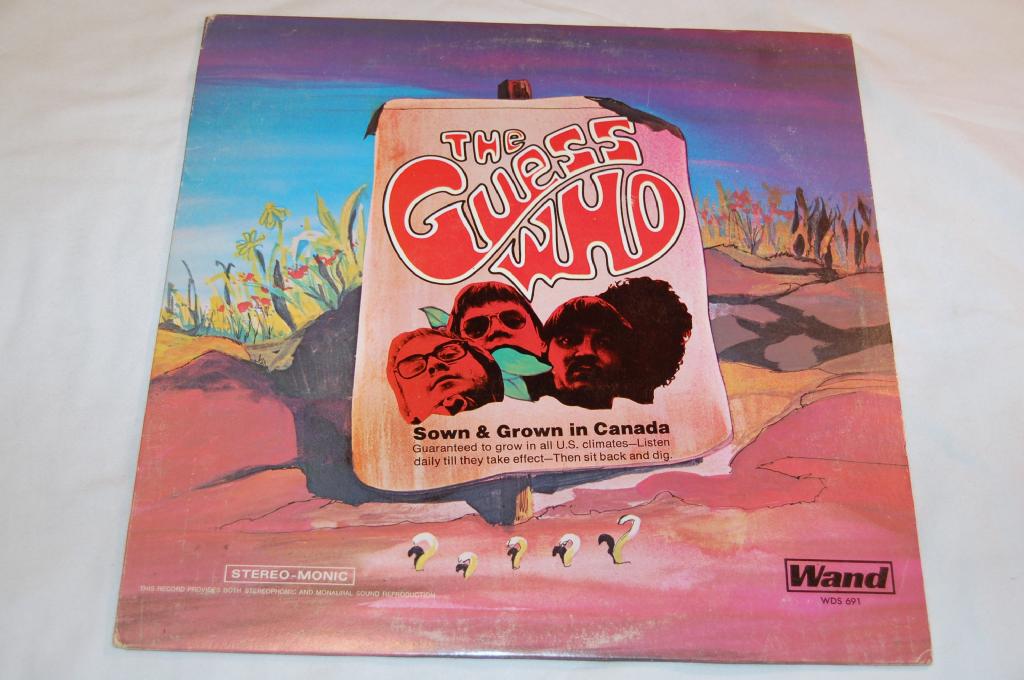 THE
GUESS
WHO
Sown & Grown in Canada
Guaranteed to grow in all U.S. climates—Listen
daily till they take effect—Then sit back and dig.
STEREO-MONIC
THIS RECORD PROVIDES BOTH STEREOPHONIC AND MONAURAL SOUND REPRODUCTION
Wand
WDS 691